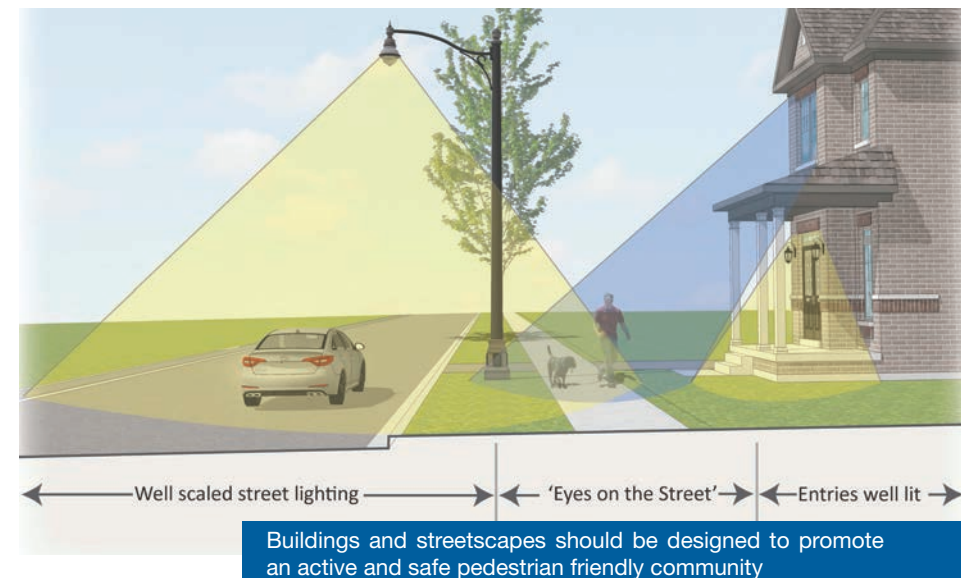 Well scaled street lighting
'Eyes on the Street'
Entries well lit
Buildings and streetscapes should be designed to promote
an active and safe pedestrian friendly community